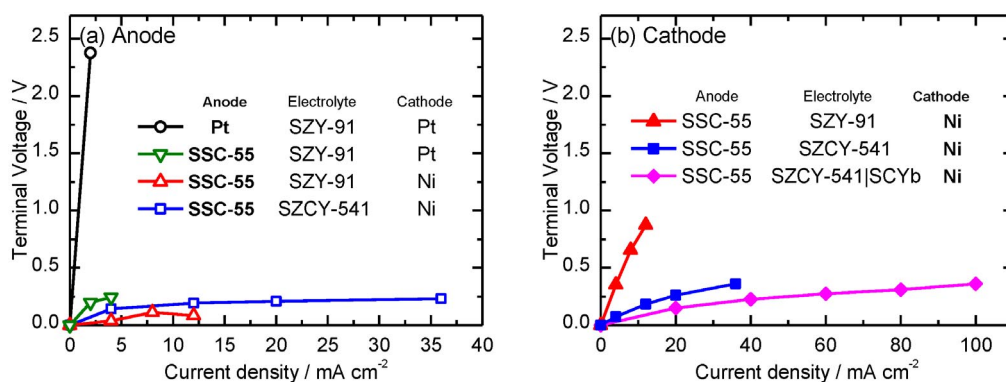 (a) Anode
Terminal Voltage / V
2.5
2.0
1.5
1.0
0.5
0.0
Anode Electrolyte Cathode
Pt SZY-91 Pt
SSC-55 SZY-91 Pt
SSC-55 SZY-91 Ni
SSC-55 SZCY-541 Ni
0 5 10 15 20 25 30 35 40
Current density / mA cm-2
(b) Cathode
Terminal Voltage / V
2.5
2.0
1.5
1.0
0.5
0.0
Anode Electrolyte Cathode
SSC-55 SZY-91 Ni
SSC-55 SZCY-541 Ni
SSC-55 SZCY-541|SCYb Ni
0 20 40 60 80 100
Current density / mA cm-2